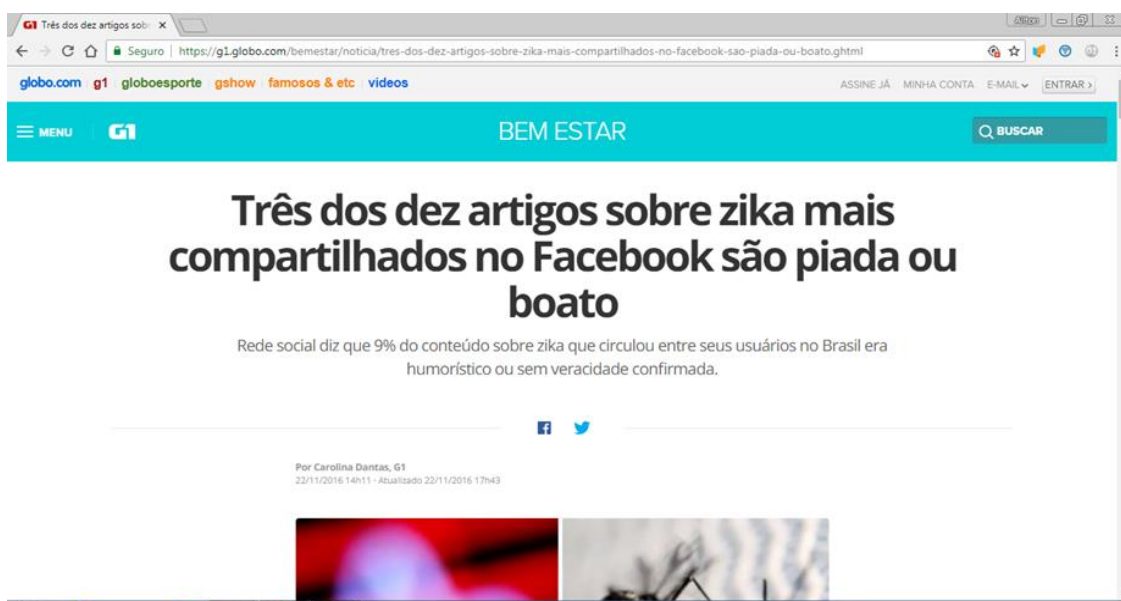 G1 Três dos dez artigos sob
Seguro | https://g1.globo.com/bemestar/noticia/tres-dos-dez-artigos-sobre-zika-mais-compartilhados-no-facebook-sao-piada-ou-boato.ghtml
globo.com g1 globoesporte gshow famosos & etc videos ASSINE JÁ MINHA CONTA E-MAIL ENTRAR >
MENU G1 BEM ESTAR BUSCAR
Três dos dez artigos sobre zika mais
compartilhados no Facebook são piada ou
boato
Rede social diz que 9% do conteúdo sobre zika que circulou entre seus usuários no Brasil era
humorístico ou sem veracidade confirmada.
Por Carolina Dantas, G1
22/11/2016 14h11 - Atualizado 22/11/2016 17h43